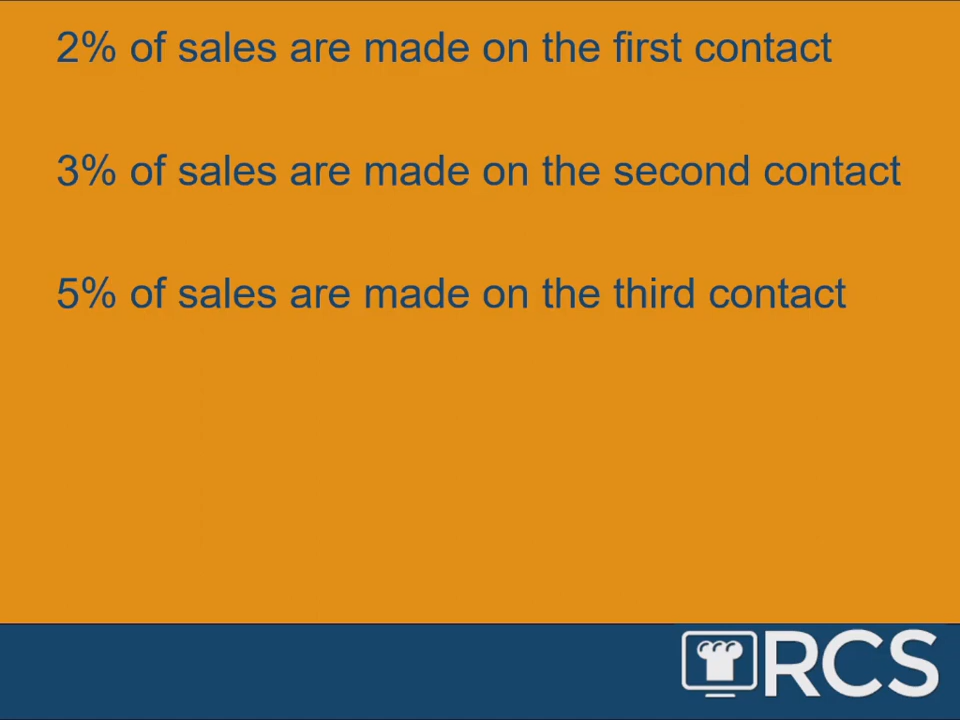 2% of sales are made on the first contact
3% of sales are made on the second contact
5% of sales are made on the third contact
RCS